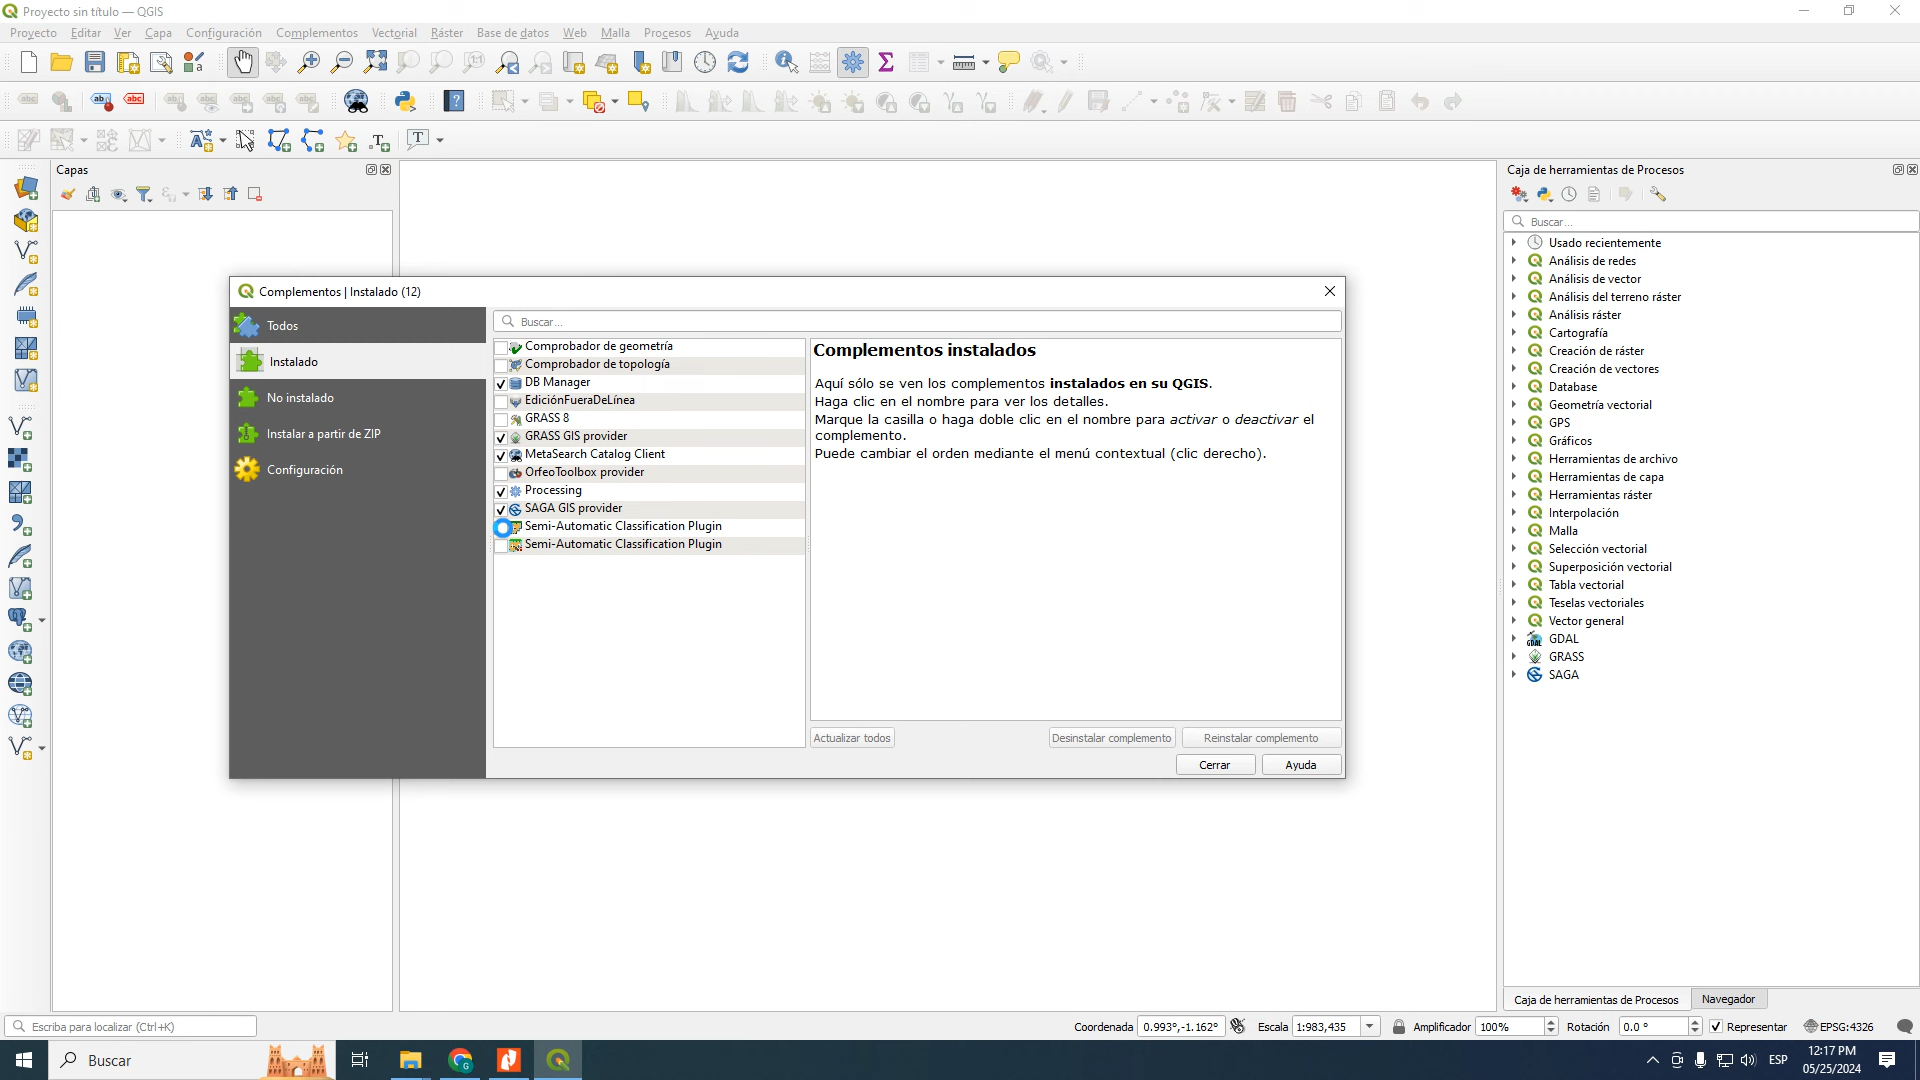 Proyecto sin título — QGIS
Proyecto Editar Ver Capa Configuración Complementos Vectorial Ráster Base de datos Web Malla Procesos Ayuda
Capas
Caja de herramientas de Procesos
Buscar...
Usado recientemente
Análisis de redes
Análisis de vector
Análisis del terreno ráster
Análisis ráster
Cartografía
Creación de ráster
Creación de vectores
Database
Geometría vectorial
GPS
Gráficos
Herramientas de archivo
Herramientas de capa
Herramientas ráster
Interpolación
Malla
Selección vectorial
Superposición vectorial
Tabla vectorial
Teselas vectoriales
Vector general
GDAL
GRASS
SAGA
Complementos | Instalado (12)
Todos
Instalado
No instalado
Instalar a partir de ZIP
Configuración
Buscar...
Comprobador de geometría
Comprobador de topología
DB Manager
EdiciónFueraDeLínea
GRASS 8
GRASS GIS provider
MetaSearch Catalog Client
OrfeoToolbox provider
Processing
SAGA GIS provider
Semi-Automatic Classification Plugin
Semi-Automatic Classification Plugin
Complementos instalados
Aquí sólo se ven los complementos instalados en su QGIS.
Haga clic en el nombre para ver los detalles.
Marque la casilla o haga doble clic en el nombre para activar o deactivar el
complemento.
Puede cambiar el orden mediante el menú contextual (clic derecho).
Actualizar todos
Desinstalar complemento
Reinstalar complemento
Cerrar
Ayuda
Caja de herramientas de Procesos
Navegador
Escriba para localizar (Ctrl+K)
Coordenada 0.993°,-1.162° Escala 1:983,435 Amplificador 100% Rotación 0.0 ° Representar EPSG:4326
Buscar
ESP
12:17 PM
05/25/2024